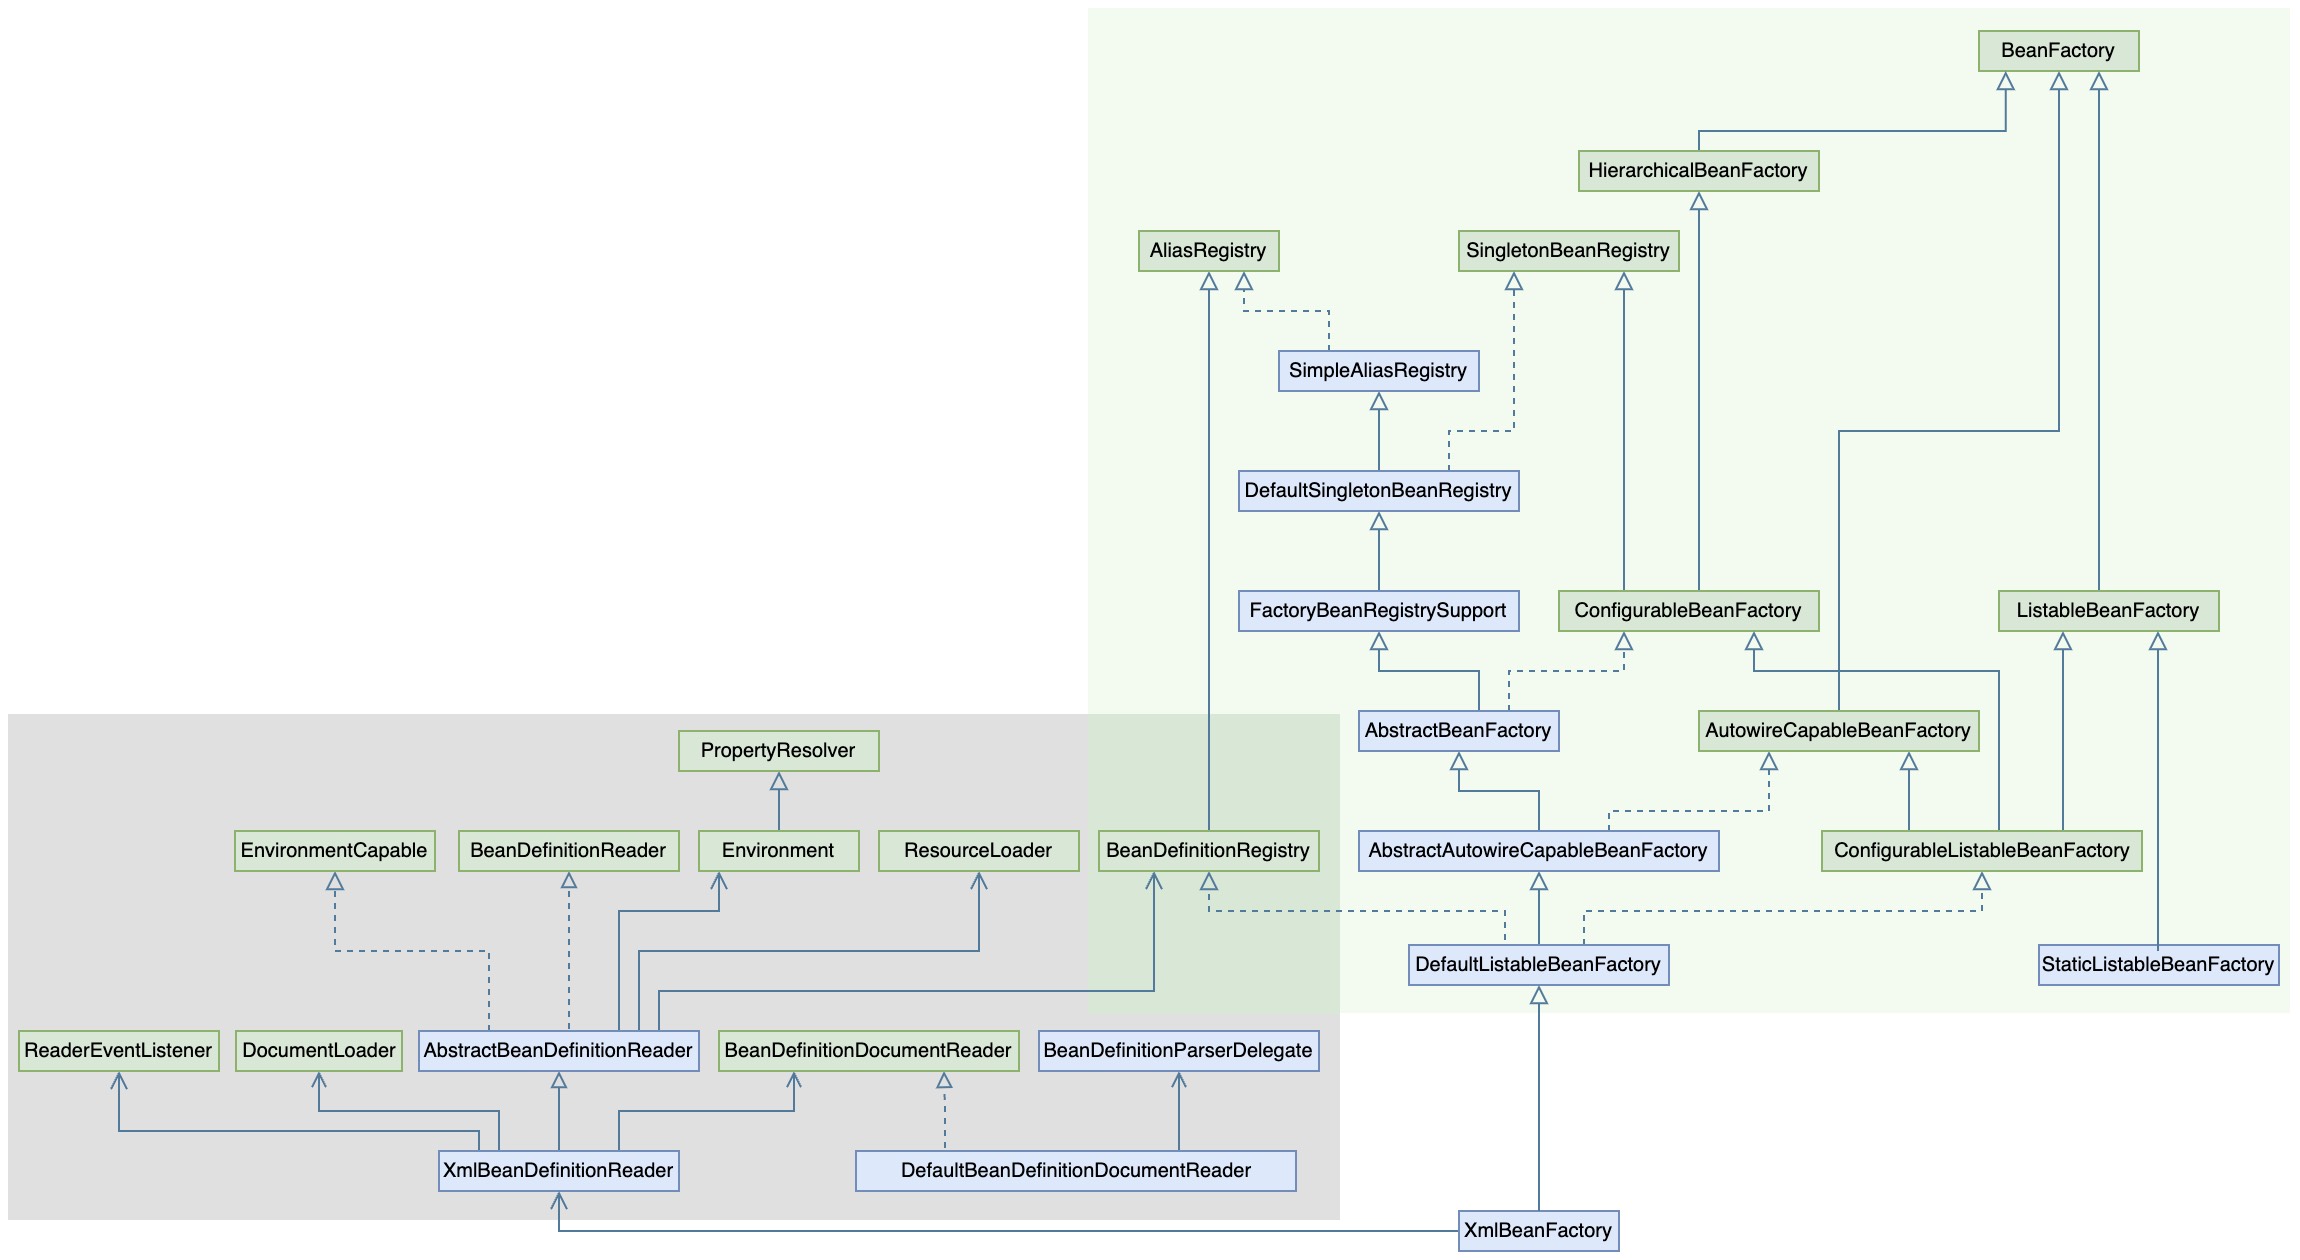 BeanFactory
HierarchicalBeanFactory
AliasRegistry
SingletonBeanRegistry
SimpleAliasRegistry
DefaultSingletonBeanRegistry
FactoryBeanRegistrySupport
ConfigurableBeanFactory
ListableBeanFactory
AbstractBeanFactory
AutowireCapableBeanFactory
PropertyResolver
EnvironmentCapable
BeanDefinitionReader
Environment
ResourceLoader
BeanDefinitionRegistry
AbstractAutowireCapableBeanFactory
ConfigurableListableBeanFactory
DefaultListableBeanFactory
StaticListableBeanFactory
ReaderEventListener
DocumentLoader
AbstractBeanDefinitionReader
BeanDefinitionDocumentReader
BeanDefinitionParserDelegate
XmlBeanDefinitionReader
DefaultBeanDefinitionDocumentReader
XmlBeanFactory